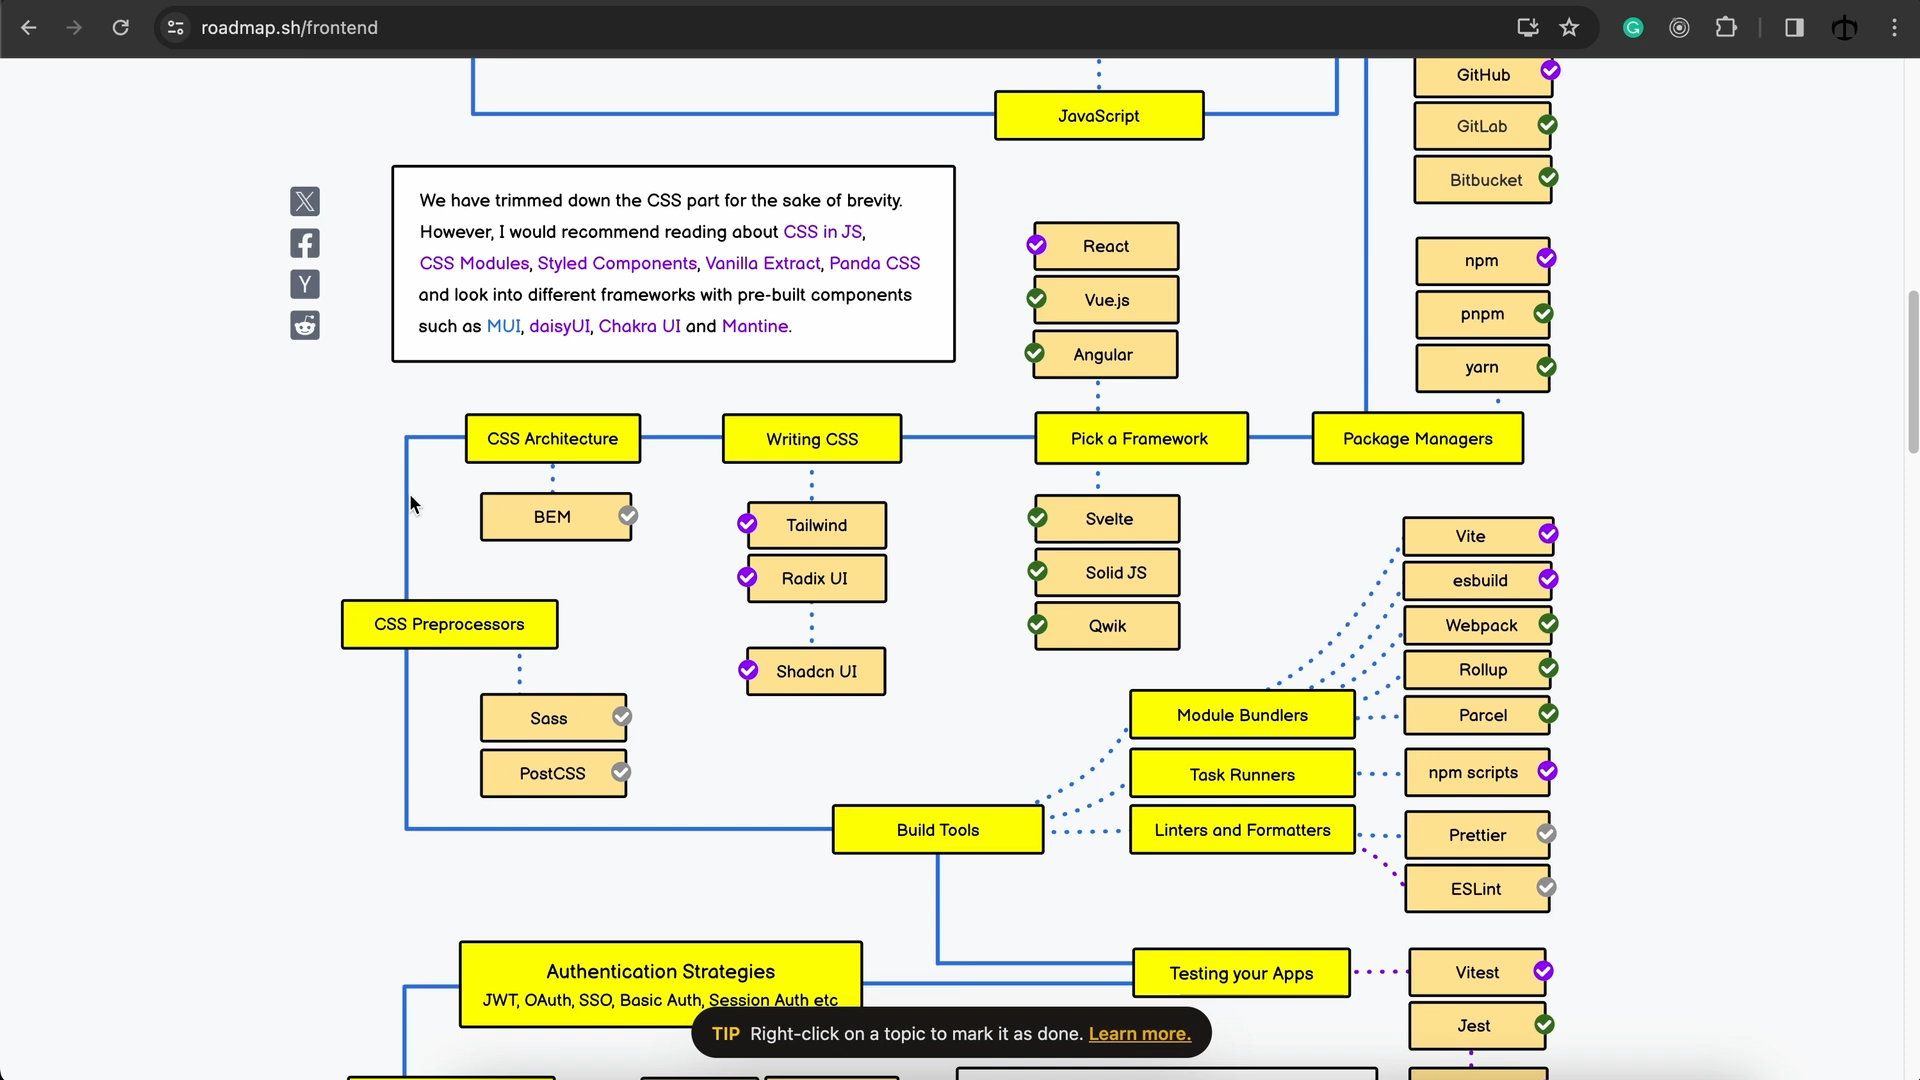 roadmap.sh/frontend
GitHub
JavaScript
GitLab
Bitbucket
We have trimmed down the CSS part for the sake of brevity.
However, I would recommend reading about CSS in JS,
CSS Modules, Styled Components, Vanilla Extract, Panda CSS
and look into different frameworks with pre-built components
such as MUI, daisyUI, Chakra UI and Mantine.
React
Vue.js
Angular
npm
pnpm
yarn
CSS Architecture
Writing CSS
Pick a Framework
Package Managers
BEM
Tailwind
Radix UI
Shadcn UI
Svelte
Solid JS
Qwik
CSS Preprocessors
Sass
PostCSS
Vite
esbuild
Webpack
Rollup
Parcel
Module Bundlers
Task Runners
npm scripts
Build Tools
Linters and Formatters
Prettier
ESLint
Authentication Strategies
JWT, OAuth, SSO, Basic Auth, Session Auth etc
Testing your Apps
Vitest
Jest
TIP Right-click on a topic to mark it as done. Learn more.